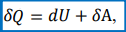 δQ = dU + δA,